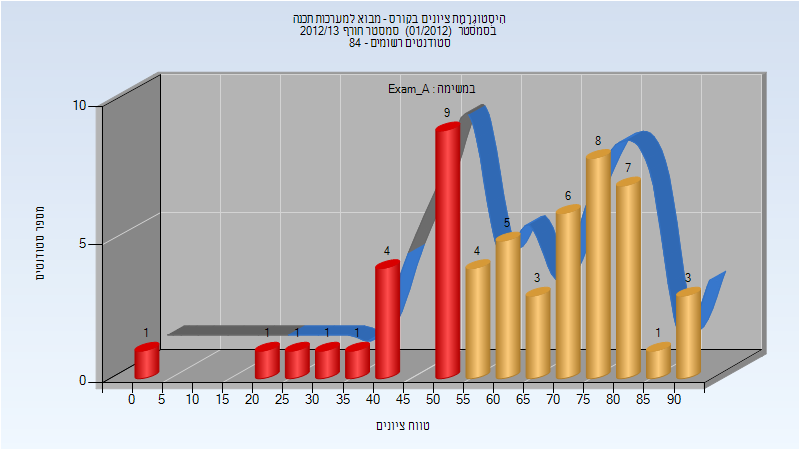 היסטוגרמת ציונים בקורס - מבוא למערכות תכנה
בסמסטר (01/2012) סמסטר חורף 2012/13
סטודנטים רשומים - 84
במשימה : Exam_A
10
5
0
מספר סטודנטים
1
1
1
1
1
4
9
4
5
3
6
8
7
1
3
0 5 10 15 20 25 30 35 40 45 50 55 60 65 70 75 80 85 90
טווח ציונים